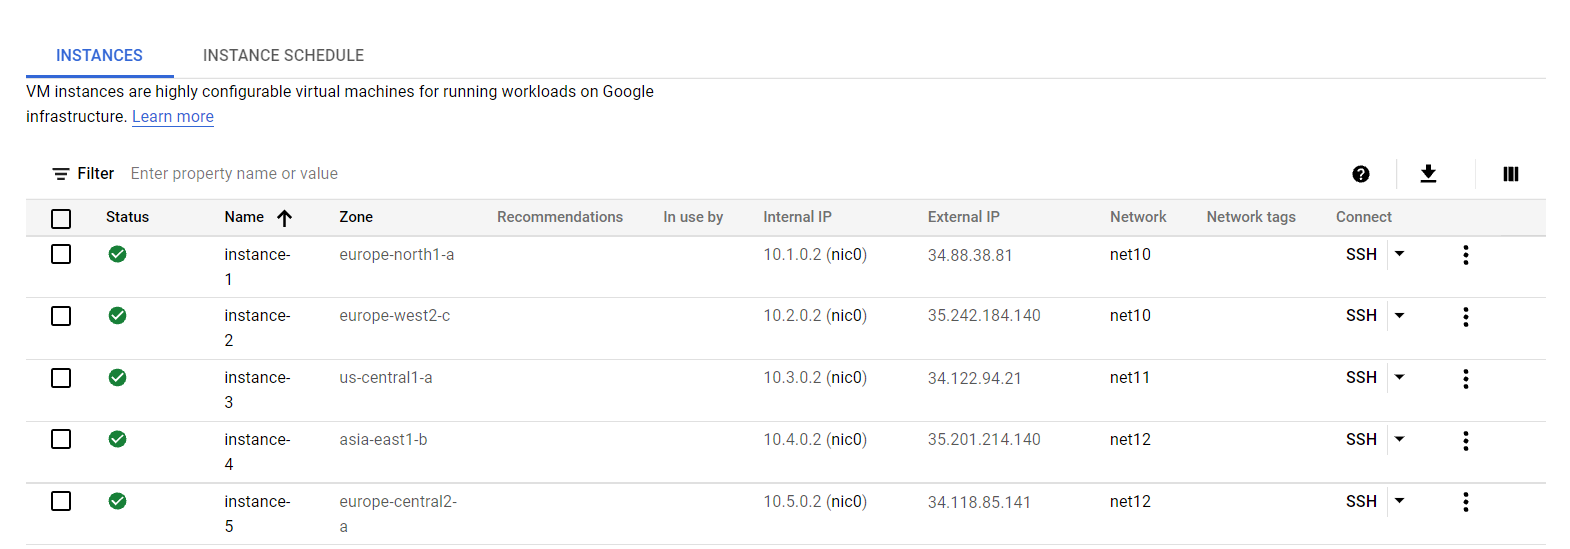 INSTANCES INSTANCE SCHEDULE
VM instances are highly configurable virtual machines for running workloads on Google
infrastructure. Learn more
Filter Enter property name or value
Status Name Zone Recommendations In use by Internal IP External IP Network Network tags Connect
instance- europe-north1-a 10.1.0.2 (nic0) 34.88.38.81 net10 SSH
1
instance- europe-west2-c 10.2.0.2 (nic0) 35.242.184.140 net10 SSH
2
instance- us-central1-a 10.3.0.2 (nic0) 34.122.94.21 net11 SSH
3
instance- asia-east1-b 10.4.0.2 (nic0) 35.201.214.140 net12 SSH
4
instance- europe-central2- 10.5.0.2 (nic0) 34.118.85.141 net12 SSH
5 a